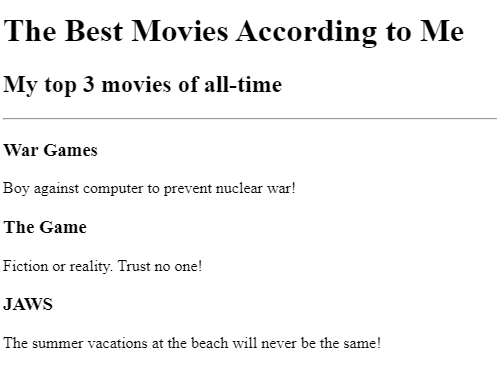 The Best Movies According to Me
My top 3 movies of all-time
War Games
Boy against computer to prevent nuclear war!
The Game
Fiction or reality. Trust no one!
JAWS
The summer vacations at the beach will never be the same!